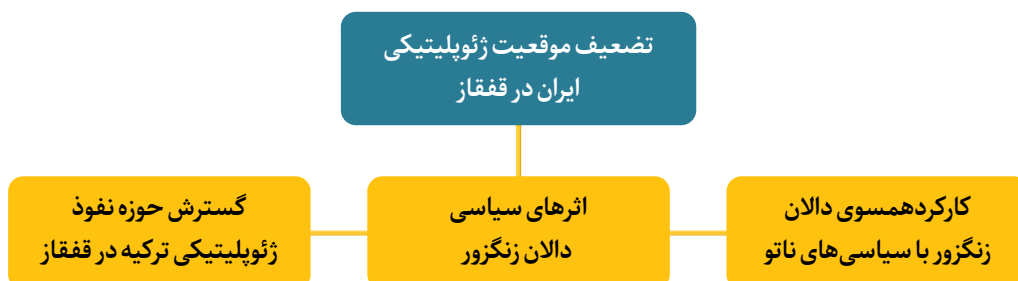 تضعیف موقعیت ژئوپلیتیکی
ایران در قفقاز
کارکردهمسوی دالان
زنگزور با سیاسی‌های ناتو
اثرهای سیاسی
دالان زنگزور
گسترش حوزه نفوذ
ژئوپلیتیکی ترکیه در قفقاز